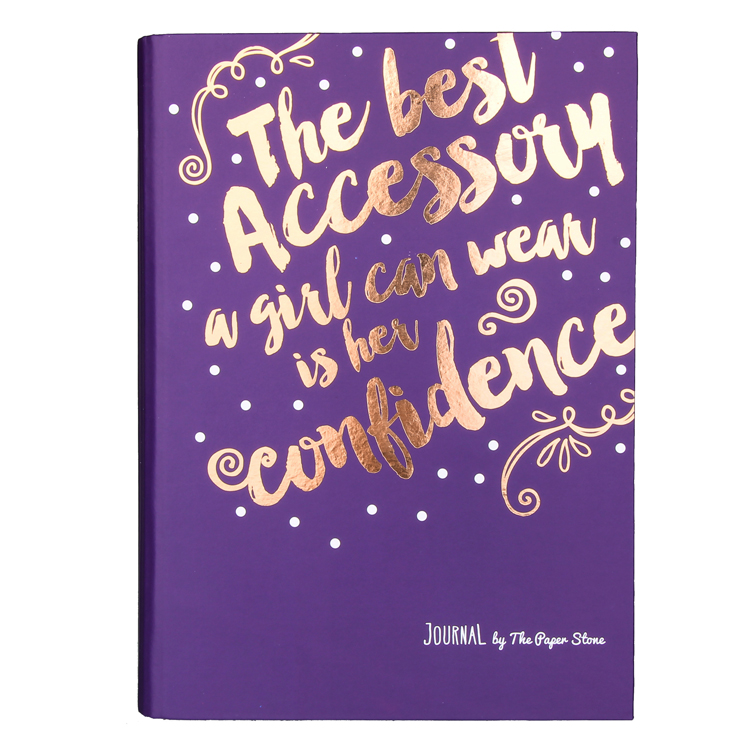 The best
Accessory
a girl can wear
is her
confidence
JOURNAL by The Paper Stone